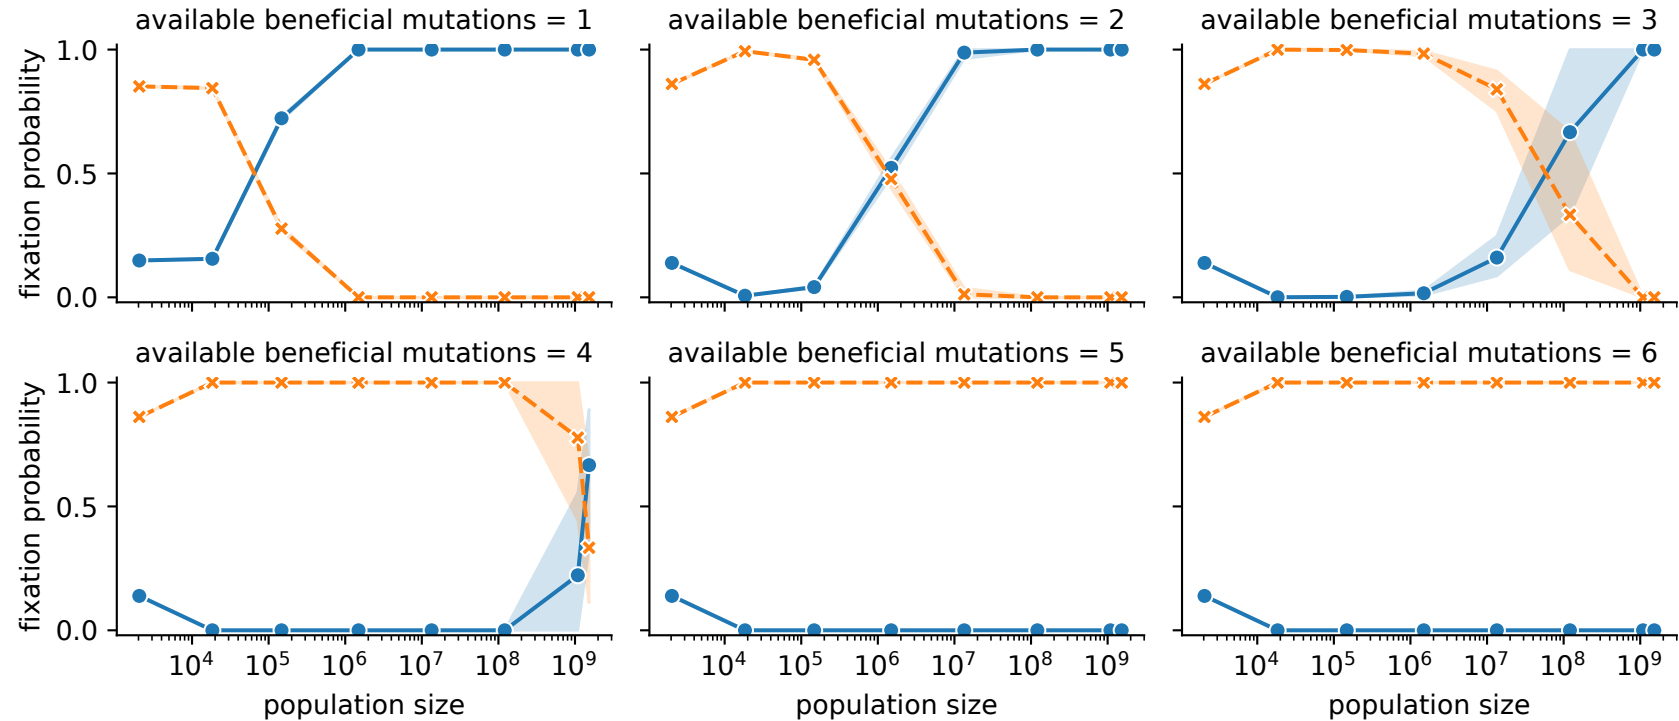 available beneficial mutations = 1
available beneficial mutations = 2
available beneficial mutations = 3
fixation probability
1.0
0.5
0.0
available beneficial mutations = 4
available beneficial mutations = 5
available beneficial mutations = 6
fixation probability
1.0
0.5
0.0
10⁴ 10⁵ 10⁶ 10⁷ 10⁸ 10⁹
10⁴ 10⁵ 10⁶ 10⁷ 10⁸ 10⁹
10⁴ 10⁵ 10⁶ 10⁷ 10⁸ 10⁹
population size
population size
population size